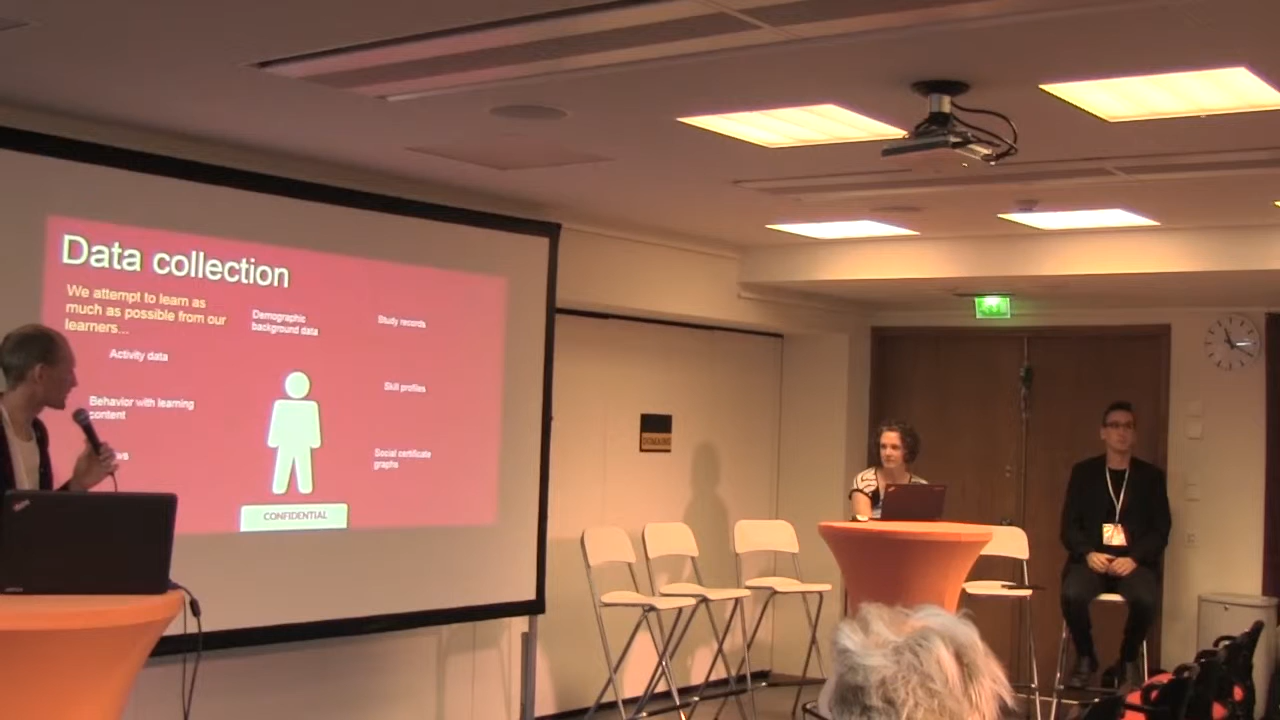 Data collection
We attempt to learn as
much as possible from our
learners...
Demographic
background data
Study records
Activity data
Skill profiles
Behavior with learning
content
Social certificate
graphs
CONFIDENTIAL